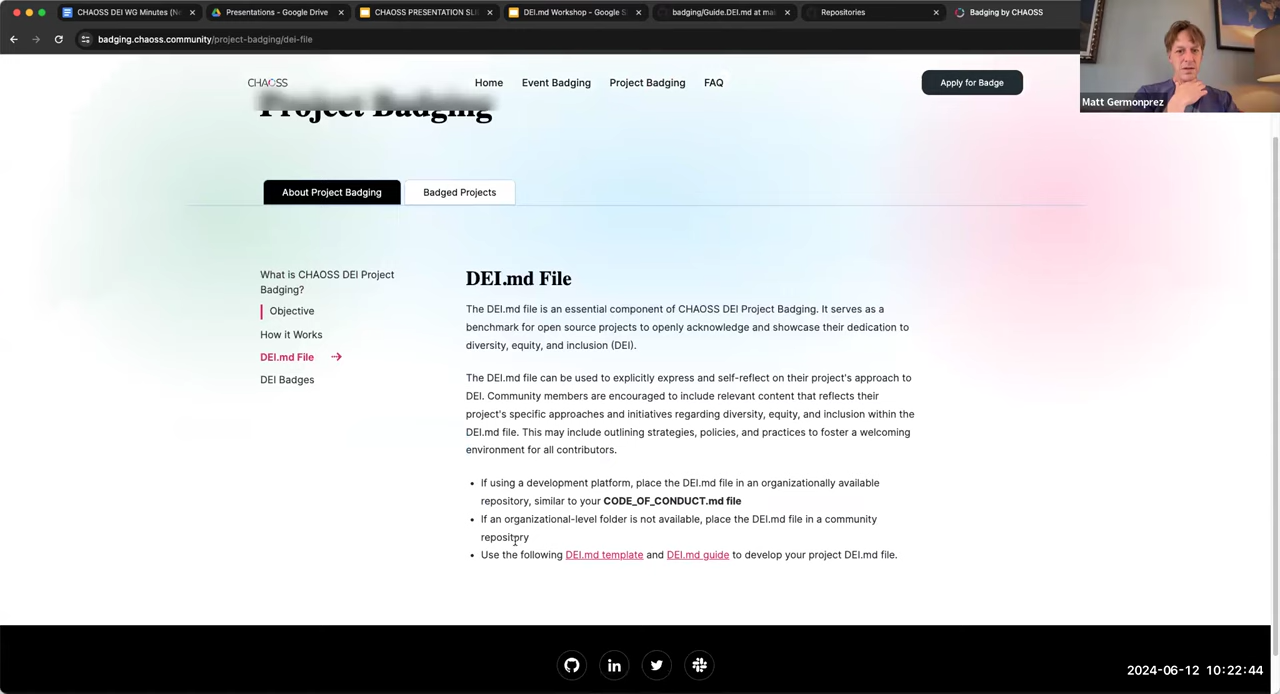 CHAOSS DEI WG Minutes (N
Presentations - Google Drive
CHAOSS PRESENTATION SLI
DEI.md Workshop - Google S
badging/Guide.DEI.md at ma
Repositories
Badging by CHAOSS
badging.chaoss.community/project-badging/dei-file
Matt Germonprez
CHAOSS
Home
Event Badging
Project Badging
FAQ
Apply for Badge
Project Badging
About Project Badging
Badged Projects
What is CHAOSS DEI Project
Badging?
Objective
How it Works
DEI.md File
DEI Badges
DEI.md File
The DEI.md file is an essential component of CHAOSS DEI Project Badging. It serves as a
benchmark for open source projects to openly acknowledge and showcase their dedication to
diversity, equity, and inclusion (DEI).
The DEI.md file can be used to explicitly express and self-reflect on their project's approach to
DEI. Community members are encouraged to include relevant content that reflects their
project's specific approaches and initiatives regarding diversity, equity, and inclusion within the
DEI.md file. This may include outlining strategies, policies, and practices to foster a welcoming
environment for all contributors.
• If using a development platform, place the DEI.md file in an organizationally available
repository, similar to your CODE_OF_CONDUCT.md file
• If an organizational-level folder is not available, place the DEI.md file in a community
repository
• Use the following DEI.md template and DEI.md guide to develop your project DEI.md file.
2024-06-12 10:22:44